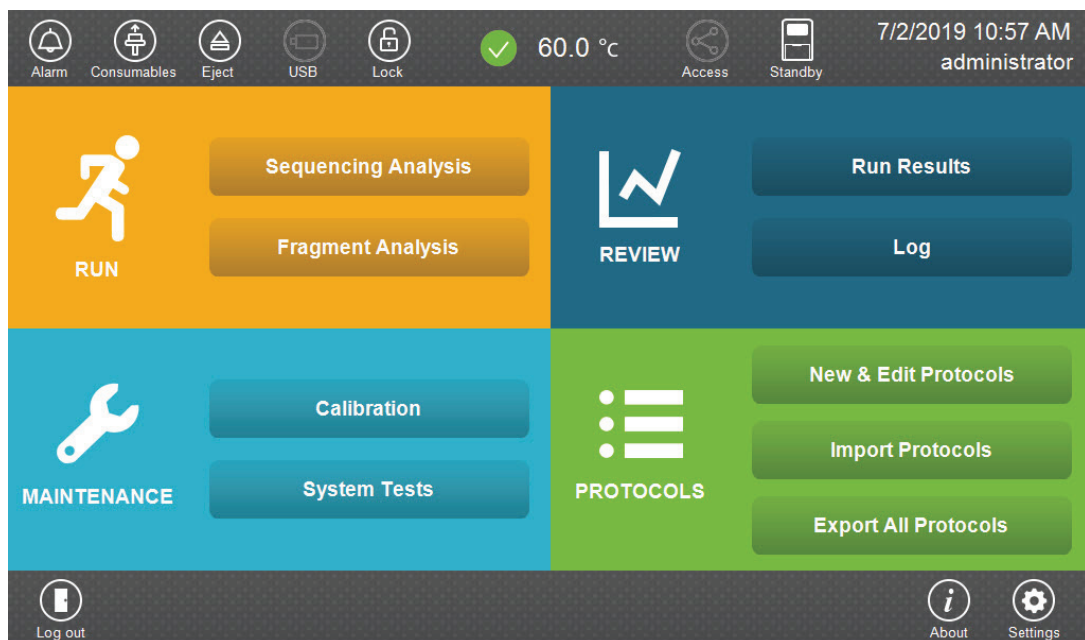 7/2/2019 10:57 AM
administrator
Alarm
Consumables
Eject
USB
Lock
60.0 °C
Access
Standby
RUN
Sequencing Analysis
Fragment Analysis
REVIEW
Run Results
Log
MAINTENANCE
Calibration
System Tests
PROTOCOLS
New & Edit Protocols
Import Protocols
Export All Protocols
Log out
i
About
Settings